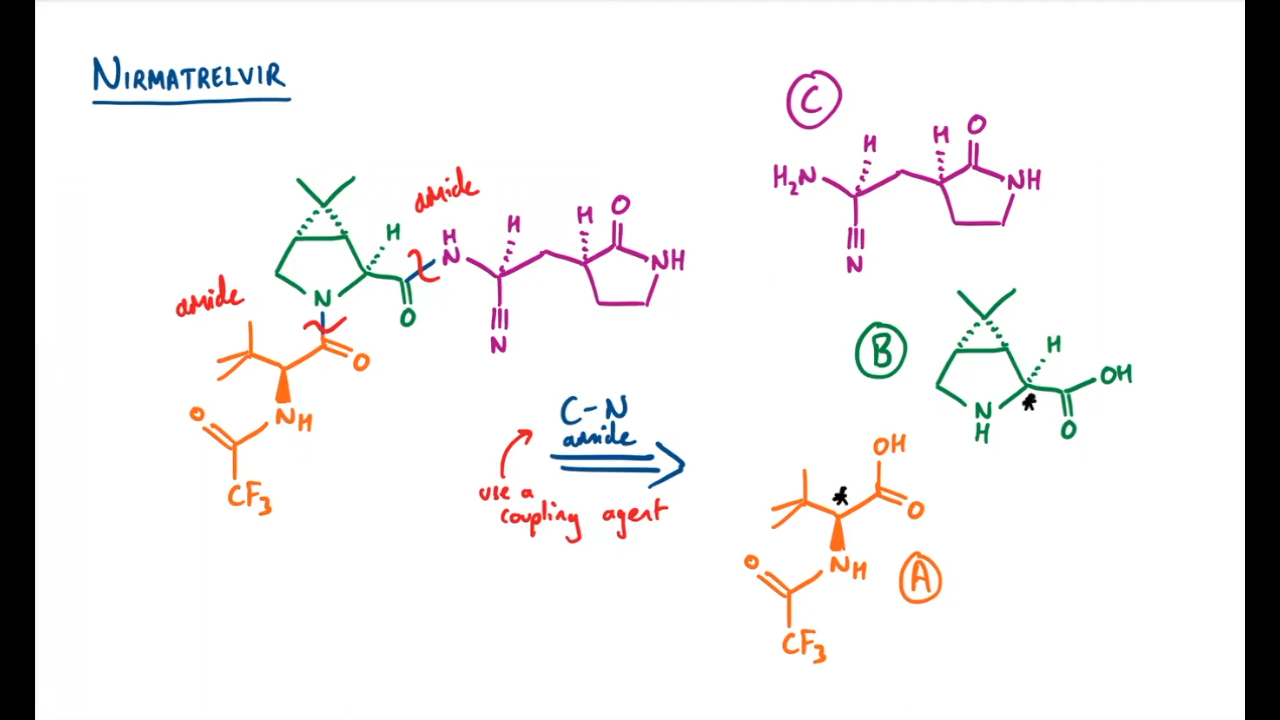 NIRMATRELVIR
C
H
H
O
H₂N
NH
N
amide
H
H
O
H
N
H
NH
N
O
N
amide
O
O
NH
CF₃
B
H
OH
N
H
O
C-N
amide
use a
coupling agent
OH
*
*
O
O
NH
A
CF₃